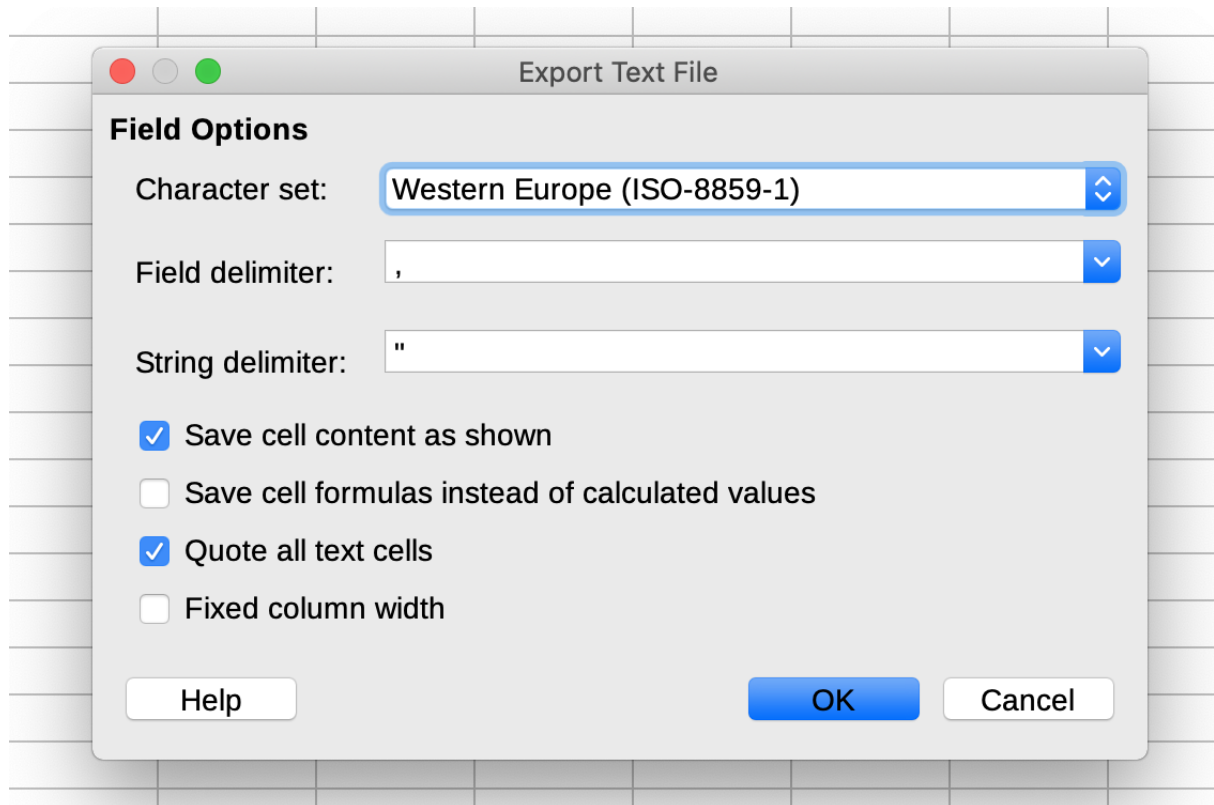 Export Text File
Field Options
Character set: Western Europe (ISO-8859-1)
Field delimiter: ,
String delimiter: "
Save cell content as shown
Save cell formulas instead of calculated values
Quote all text cells
Fixed column width
Help OK Cancel